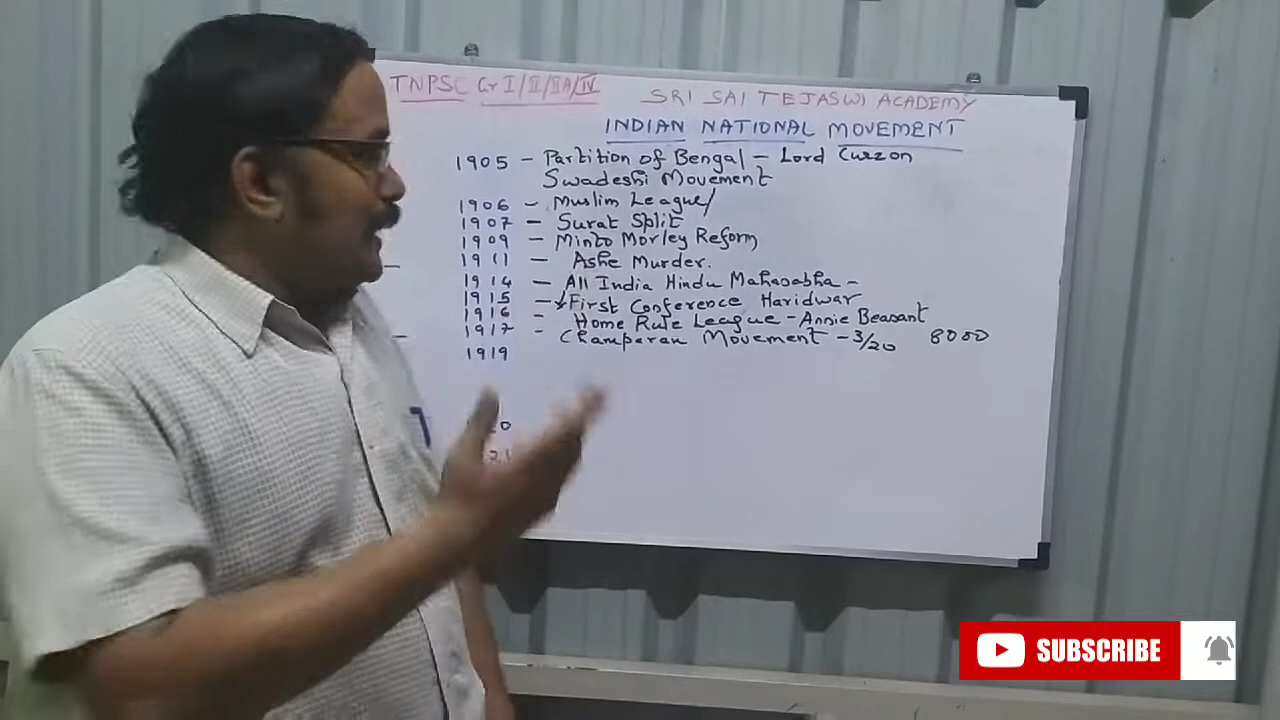 TNPSC Gr I/II/IIA/IV
SRI SAI TEJASWI ACADEMY
INDIAN NATIONAL MOVEMENT
1905 - Partition of Bengal - Lord Curzon
Swadeshi Movement
1906 - Muslim League/
1907 - Surat Split
1909 - Minto Morley Reform
1911 - Ashe Murder.
1914 - All India Hindu Mahasabha -
1915 - First Conference Haridwar
1916 - Home Rule League - Annie Beasant
1917 - Champaran Movement - 3/20 8000
1919
SUBSCRIBE